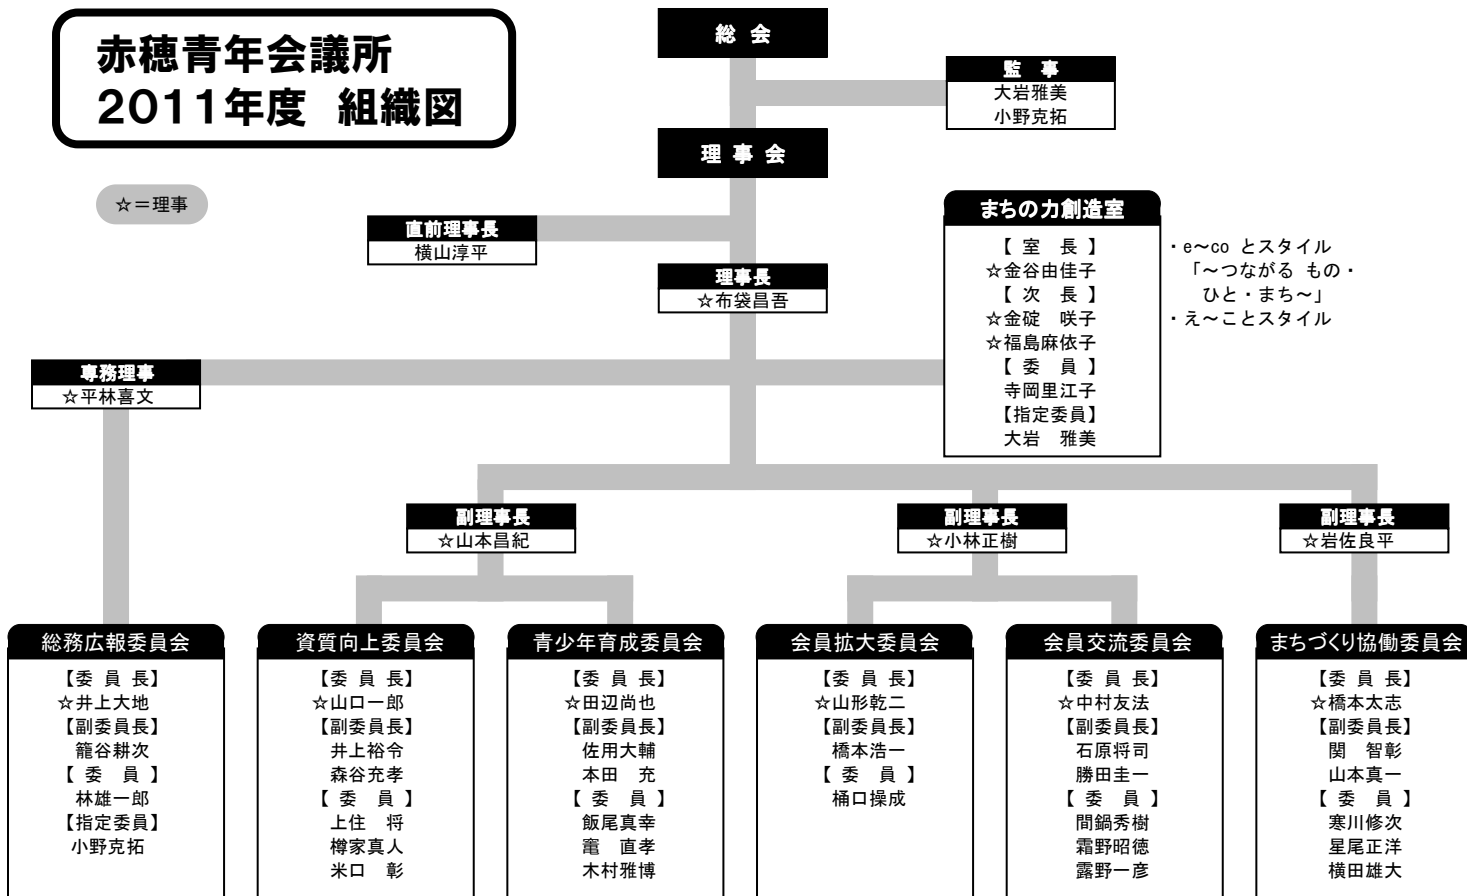 赤穂青年会議所
2011年度 組織図
☆＝理事
総 会
監 事
大岩雅美
小野克拓
理 事 会
直前理事長
横山淳平
理事長
☆布袋昌吾
まちの力創造室
【 室 長 】
☆金谷由佳子
【 次 長 】
☆金碇 咲子
☆福島麻依子
【 委 員 】
寺岡里江子
【指定委員】
大岩 雅美
・e～co とスタイル
「～つながる もの・
ひと・まち～」
・え～ことスタイル
専務理事
☆平林喜文
副理事長
☆山本昌紀
副理事長
☆小林正樹
副理事長
☆岩佐良平
総務広報委員会
【委 員 長】
☆井上大地
【副委員長】
籠谷耕次
【 委 員 】
林雄一郎
【指定委員】
小野克拓
資質向上委員会
【委 員 長】
☆山口一郎
【副委員長】
井上裕令
森谷充孝
【 委 員 】
上住 将
樽家真人
米口 彰
青少年育成委員会
【委 員 長】
☆田辺尚也
【副委員長】
佐用大輔
本田 充
【 委 員 】
飯尾真幸
竃 直孝
木村雅博
会員拡大委員会
【委 員 長】
☆山形乾二
【副委員長】
橋本浩一
【 委 員 】
桶口操成
会員交流委員会
【委 員 長】
☆中村友法
【副委員長】
石原将司
勝田圭一
【 委 員 】
間鍋秀樹
霜野昭徳
露野一彦
まちづくり協働委員会
【委 員 長】
☆橋本太志
【副委員長】
関 智彰
山本真一
【 委 員 】
寒川修次
星尾正洋
横田雄大